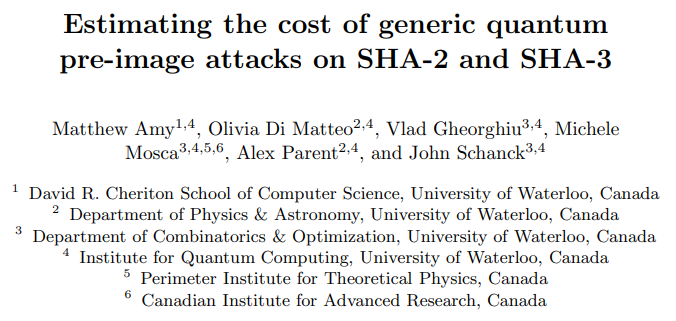 Estimating the cost of generic quantum
pre-image attacks on SHA-2 and SHA-3
Matthew Amy1,4, Olivia Di Matteo2,4, Vlad Gheorghiu3,4, Michele
Mosca3,4,5,6, Alex Parent2,4, and John Schanck3,4
1 David R. Cheriton School of Computer Science, University of Waterloo, Canada
2 Department of Physics & Astronomy, University of Waterloo, Canada
3 Department of Combinatorics & Optimization, University of Waterloo, Canada
4 Institute for Quantum Computing, University of Waterloo, Canada
5 Perimeter Institute for Theoretical Physics, Canada
6 Canadian Institute for Advanced Research, Canada